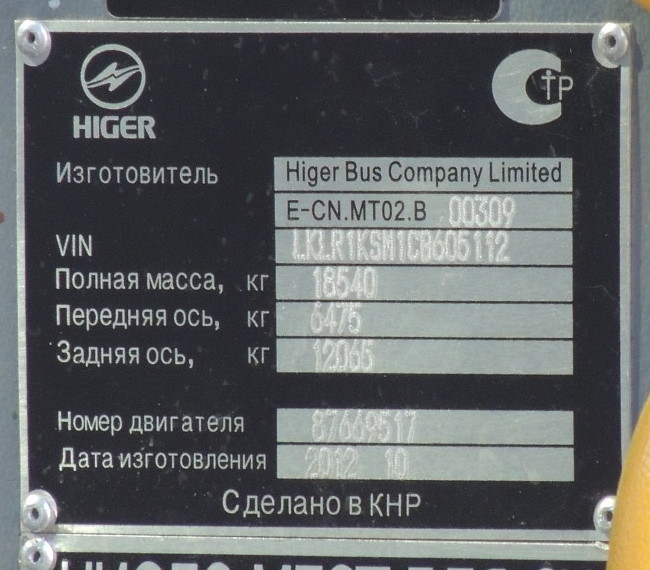 HIGER
тР
Изготовитель Higer Bus Company Limited
E-CN.MT02.B 00309
VIN LKLR1KSM1CB605112
Полная масса, кг 18540
Передняя ось, кг 6475
Задняя ось, кг 12065
Номер двигателя 87669517
Дата изготовления 2012 10
Сделано в КНР